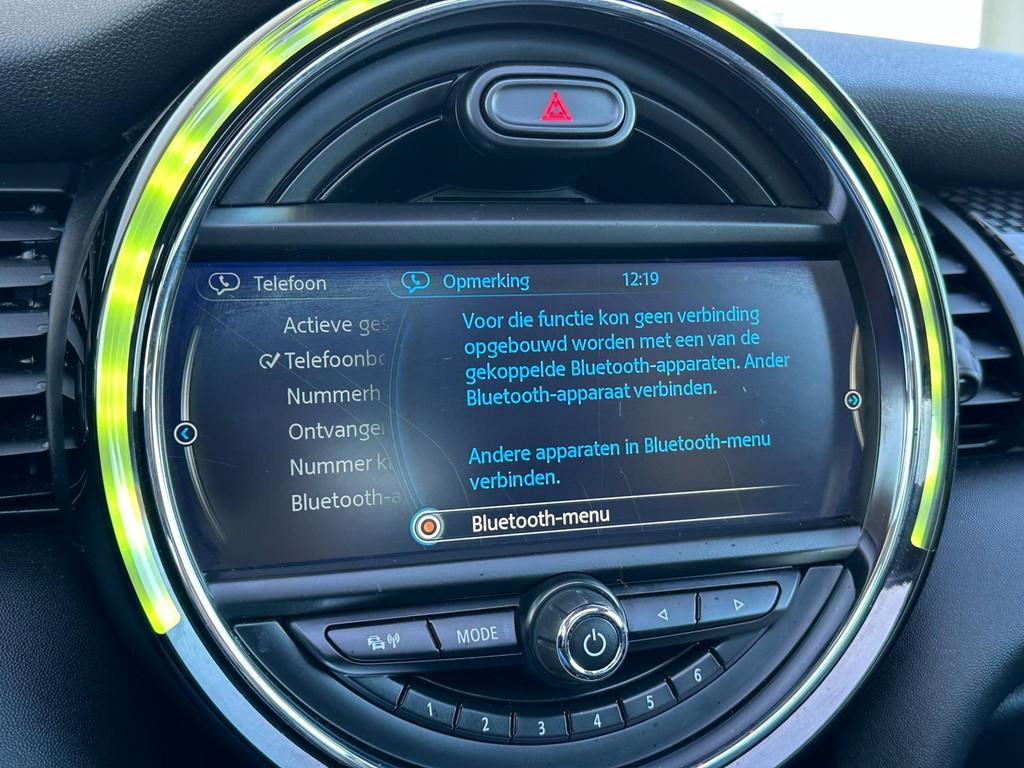 Telefoon
Opmerking
12:19
Actieve ges
Telefoonbo
Nummerh
Ontvange
Nummer k
Bluetooth-a
Voor die functie kon geen verbinding
opgebouwd worden met een van de
gekoppelde Bluetooth-apparaten. Ander
Bluetooth-apparaat verbinden.
Andere apparaten in Bluetooth-menu
verbinden.
Bluetooth-menu
MODE
1
2
3
4
5
6